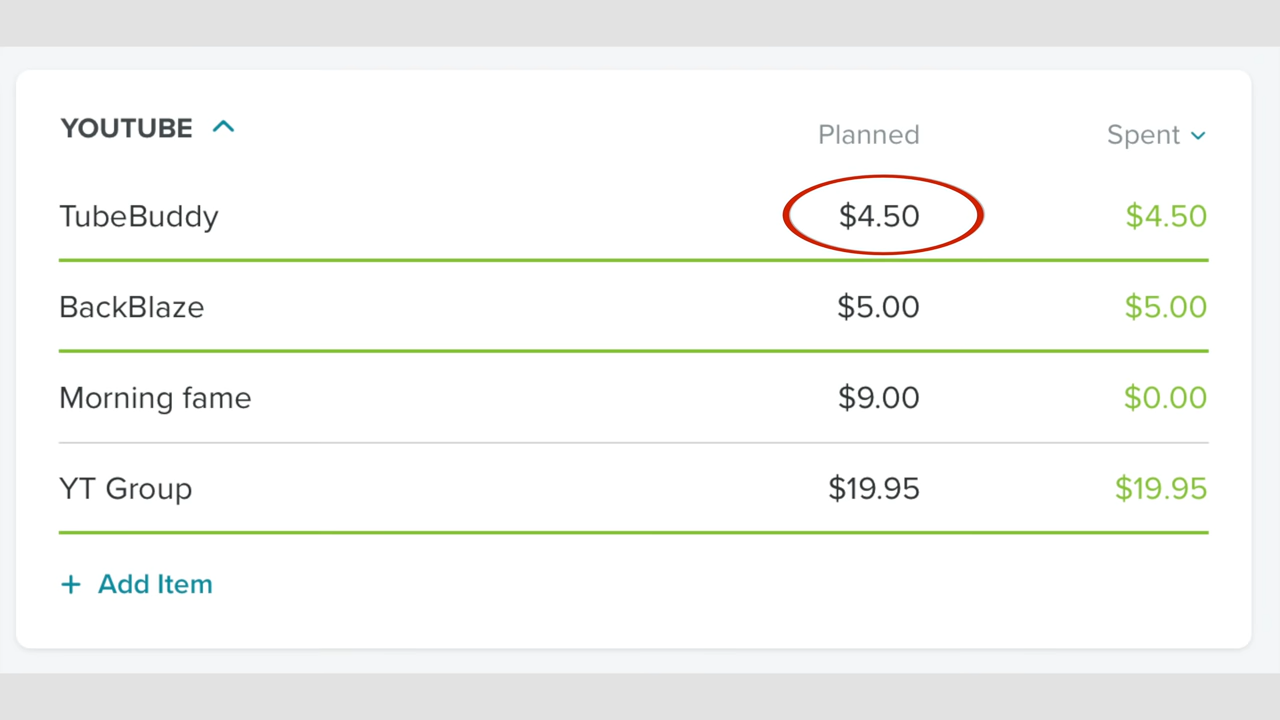 YOUTUBE Planned Spent
TubeBuddy $4.50 $4.50
BackBlaze $5.00 $5.00
Morning fame $9.00 $0.00
YT Group $19.95 $19.95
+ Add Item